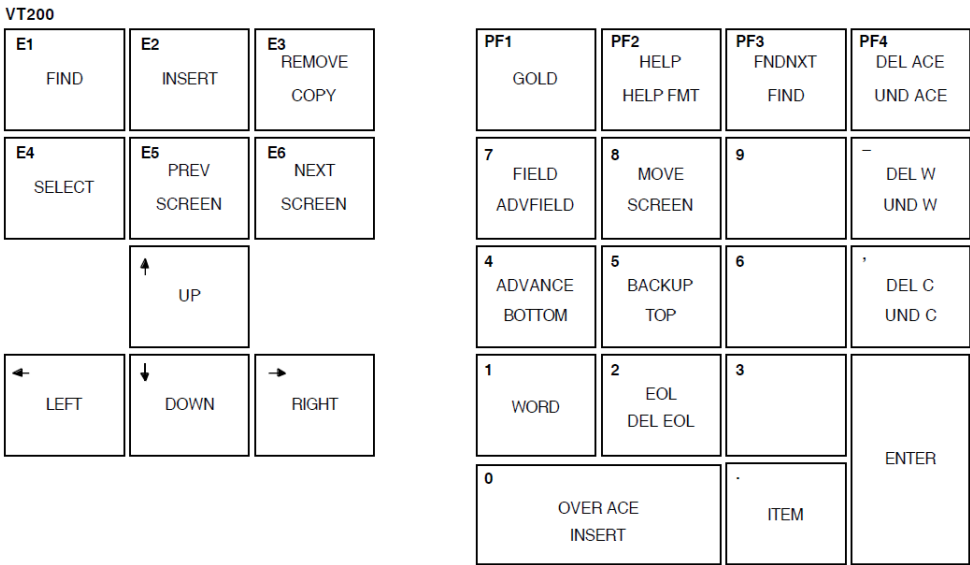 VT200
E1
FIND
E2
INSERT
E3
REMOVE
COPY
E4
SELECT
E5
PREV
SCREEN
E6
NEXT
SCREEN
↑
UP
←
LEFT
↓
DOWN
→
RIGHT
PF1
GOLD
PF2
HELP
HELP FMT
PF3
FNDNXT
FIND
PF4
DEL ACE
UND ACE
7
FIELD
ADVFIELD
8
MOVE
SCREEN
9
–
DEL W
UND W
4
ADVANCE
BOTTOM
5
BACKUP
TOP
6
,
DEL C
UND C
1
WORD
2
EOL
DEL EOL
3
ENTER
0
OVER ACE
INSERT
.
ITEM